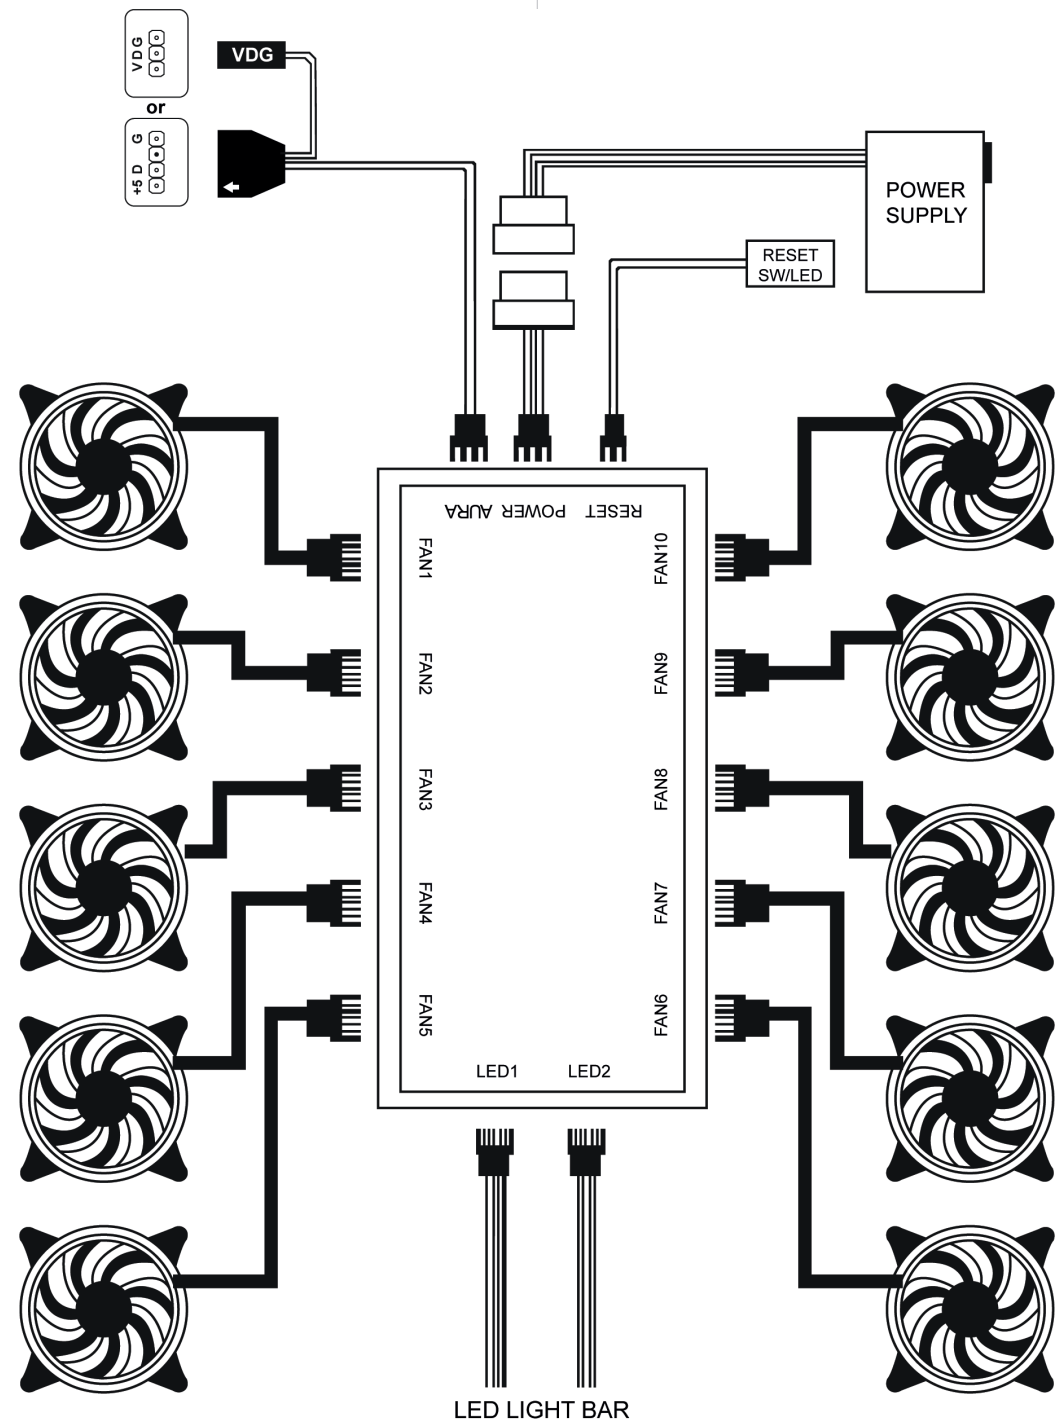 V D G
VDG
or
+5 D G
POWER
SUPPLY
RESET
SW/LED
AURA POWER RESET
FAN1
FAN10
FAN2
FAN9
FAN3
FAN8
FAN4
FAN7
FAN5
FAN6
LED1 LED2
LED LIGHT BAR